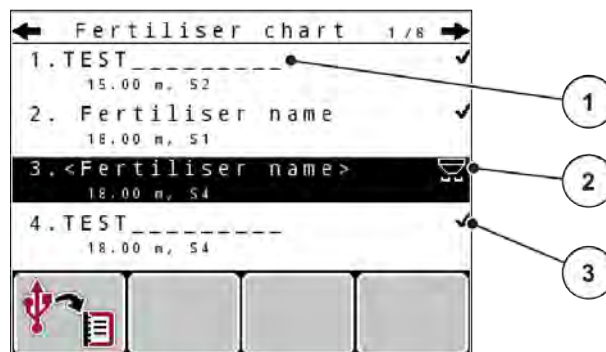 Fertiliser chart 1/8
1.TEST_________
15.00 m, S2
2. Fertiliser name
18.00 m, S1
3.<Fertiliser name>
18.00 m, S4
4.TEST_________
18.00 m, S4
1
2
3